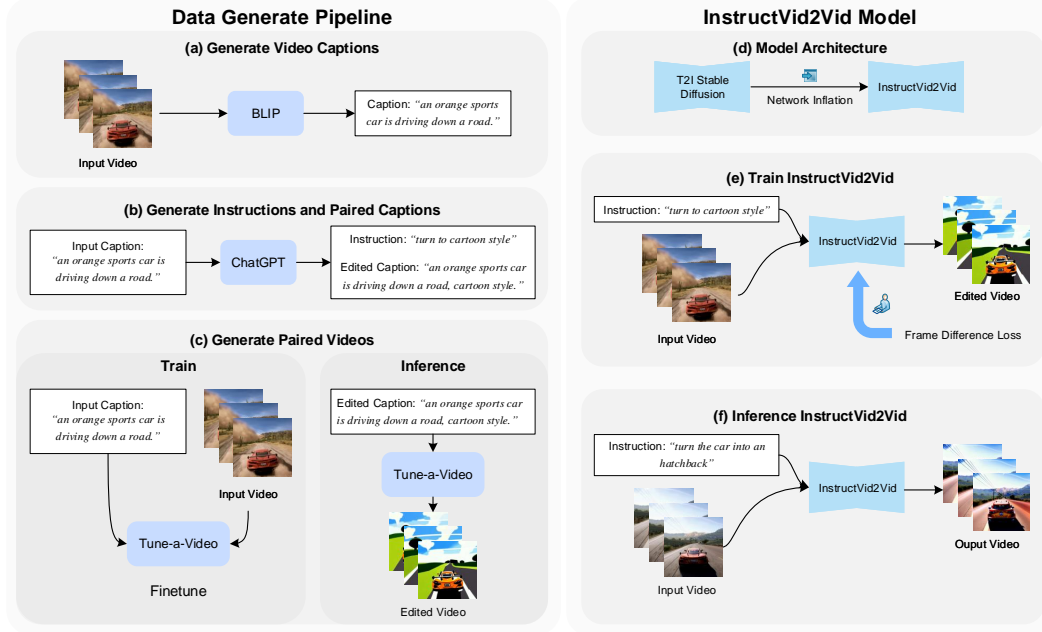 Data Generate Pipeline
(a) Generate Video Captions
Input Video
BLIP
Caption: “an orange sports
car is driving down a road.”
(b) Generate Instructions and Paired Captions
Input Caption:
“an orange sports car is
driving down a road.”
ChatGPT
Instruction: “turn to cartoon style”
Edited Caption: “an orange sports car
is driving down a road, cartoon style.”
(c) Generate Paired Videos
Train
Input Caption:
“an orange sports car is
driving down a road.”
Input Video
Tune-a-Video
Finetune
Inference
Edited Caption: “an orange sports car
is driving down a road, cartoon style.”
Tune-a-Video
Edited Video
InstructVid2Vid Model
(d) Model Architecture
T2I Stable
Diffusion
Network Inflation
InstructVid2Vid
(e) Train InstructVid2Vid
Instruction: “turn to cartoon style”
Input Video
InstructVid2Vid
Edited Video
Frame Difference Loss
(f) Inference InstructVid2Vid
Instruction: “turn the car into an
hatchback”
Input Video
InstructVid2Vid
Ouput Video